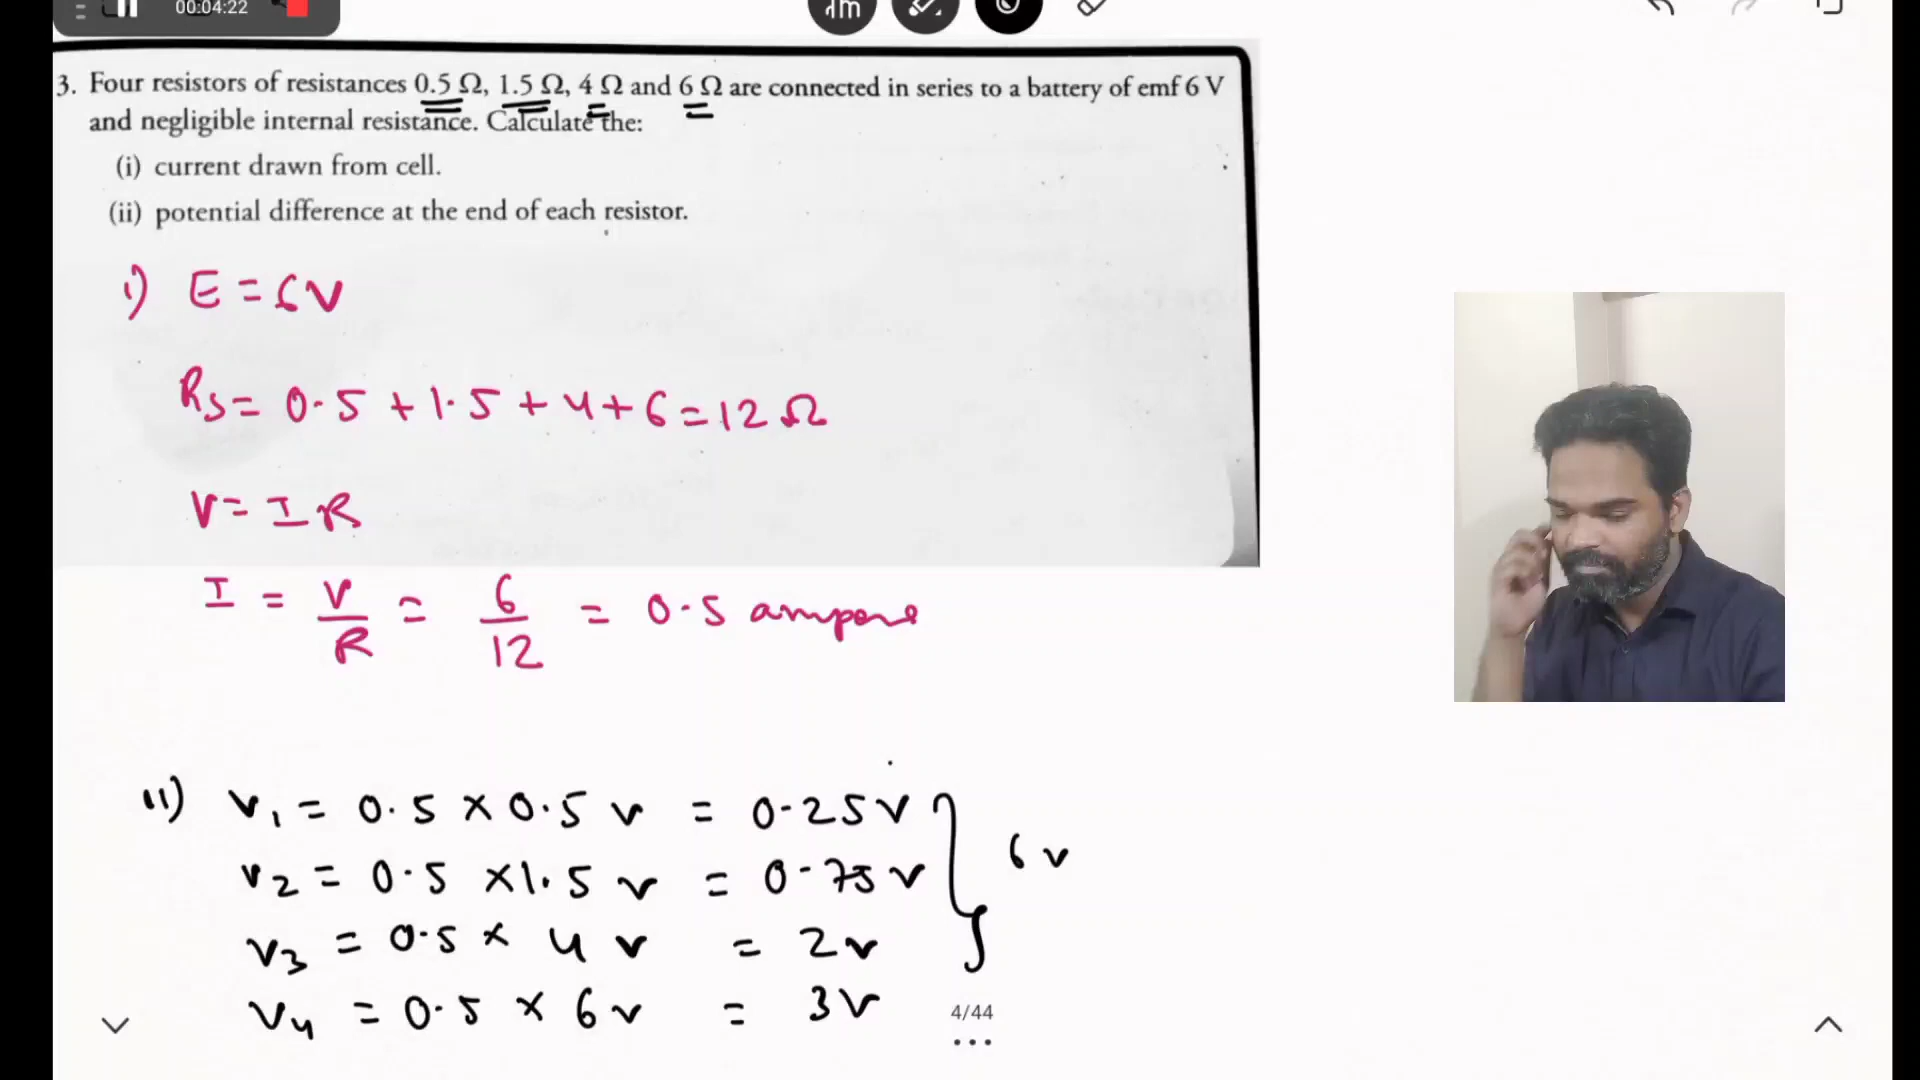 00:04:22
3. Four resistors of resistances 0.5 Ω, 1.5 Ω, 4 Ω and 6 Ω are connected in series to a battery of emf 6 V
and negligible internal resistance. Calculate the:
(i) current drawn from cell.
(ii) potential difference at the end of each resistor.
i) E = 6V
Rs = 0.5 + 1.5 + 4 + 6 = 12 Ω
V = IR
I = V/R = 6/12 = 0.5 ampere
ii) V1 = 0.5 × 0.5 v = 0.25V
V2 = 0.5 × 1.5 v = 0.75 v
6 v
V3 = 0.5 × 4 v = 2v
V4 = 0.5 × 6v = 3V
4/44